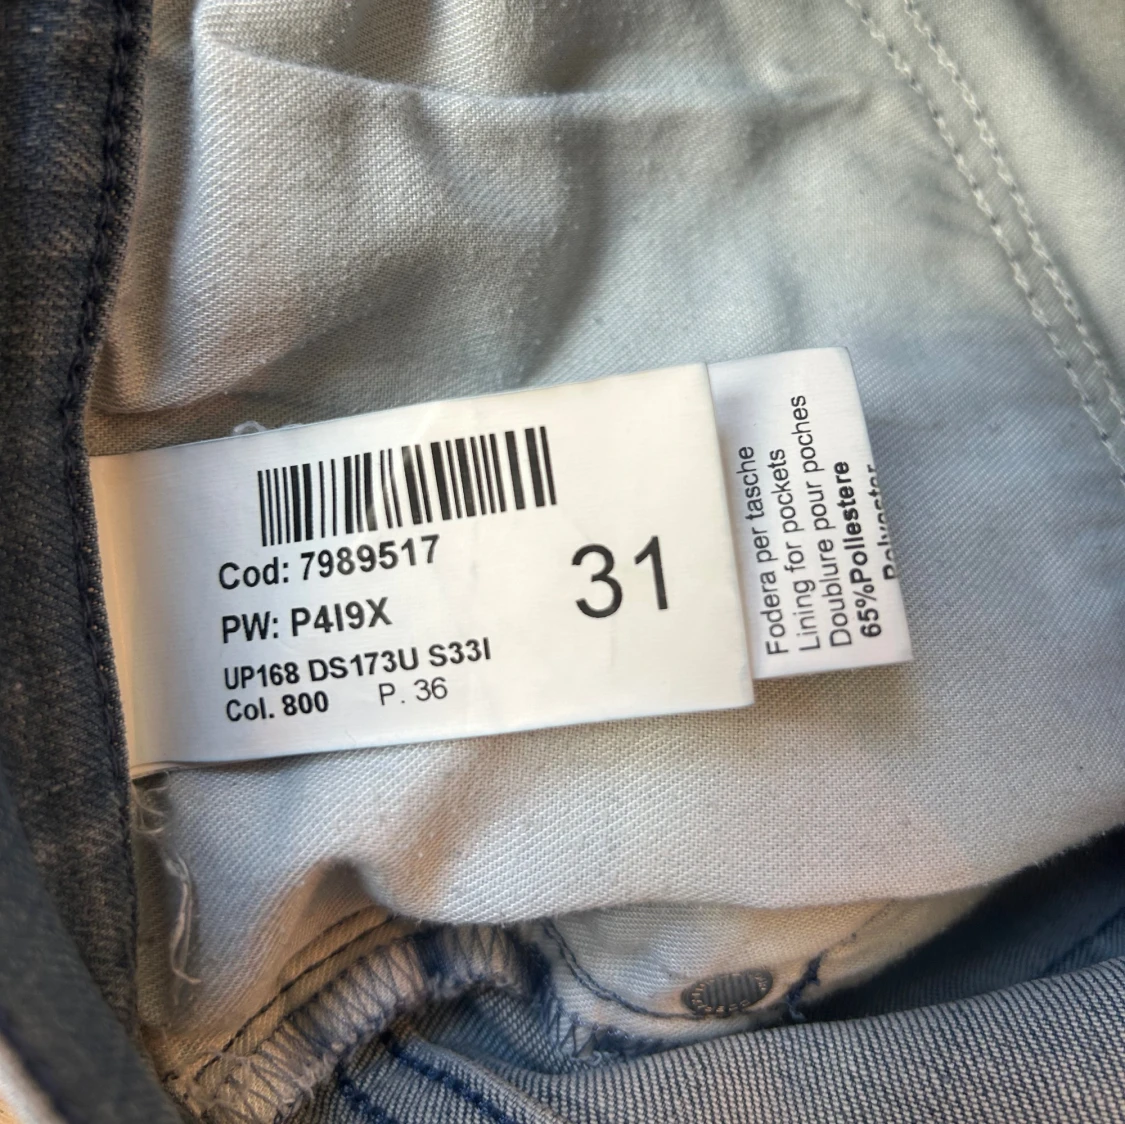 Cod: 7989517
PW: P4I9X
UP168 DS173U S33I
Col. 800 P. 36
31
Fodera per tasche
Lining for pockets
Doublure pour poches
65%Poliestere